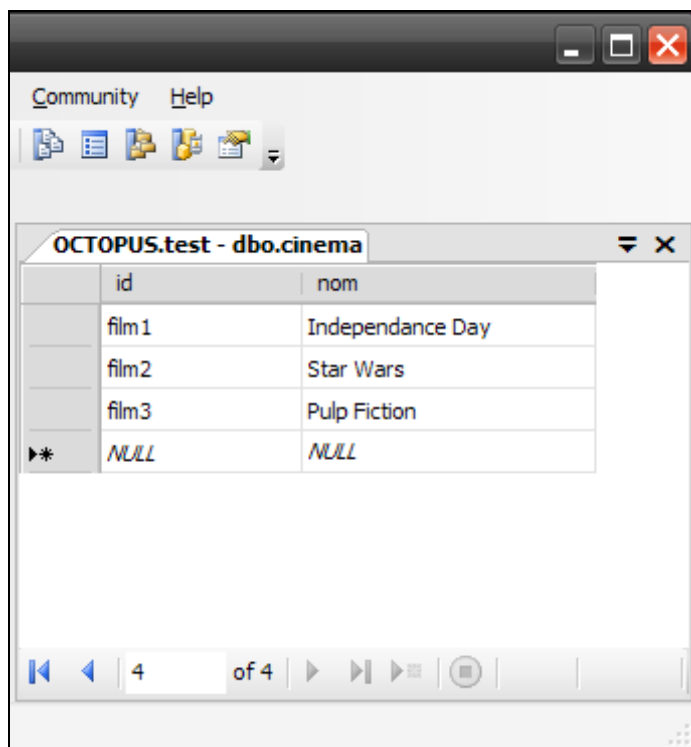 Community Help
OCTOPUS.test - dbo.cinema
id nom
film1 Independance Day
film2 Star Wars
film3 Pulp Fiction
NULL NULL
4 of 4